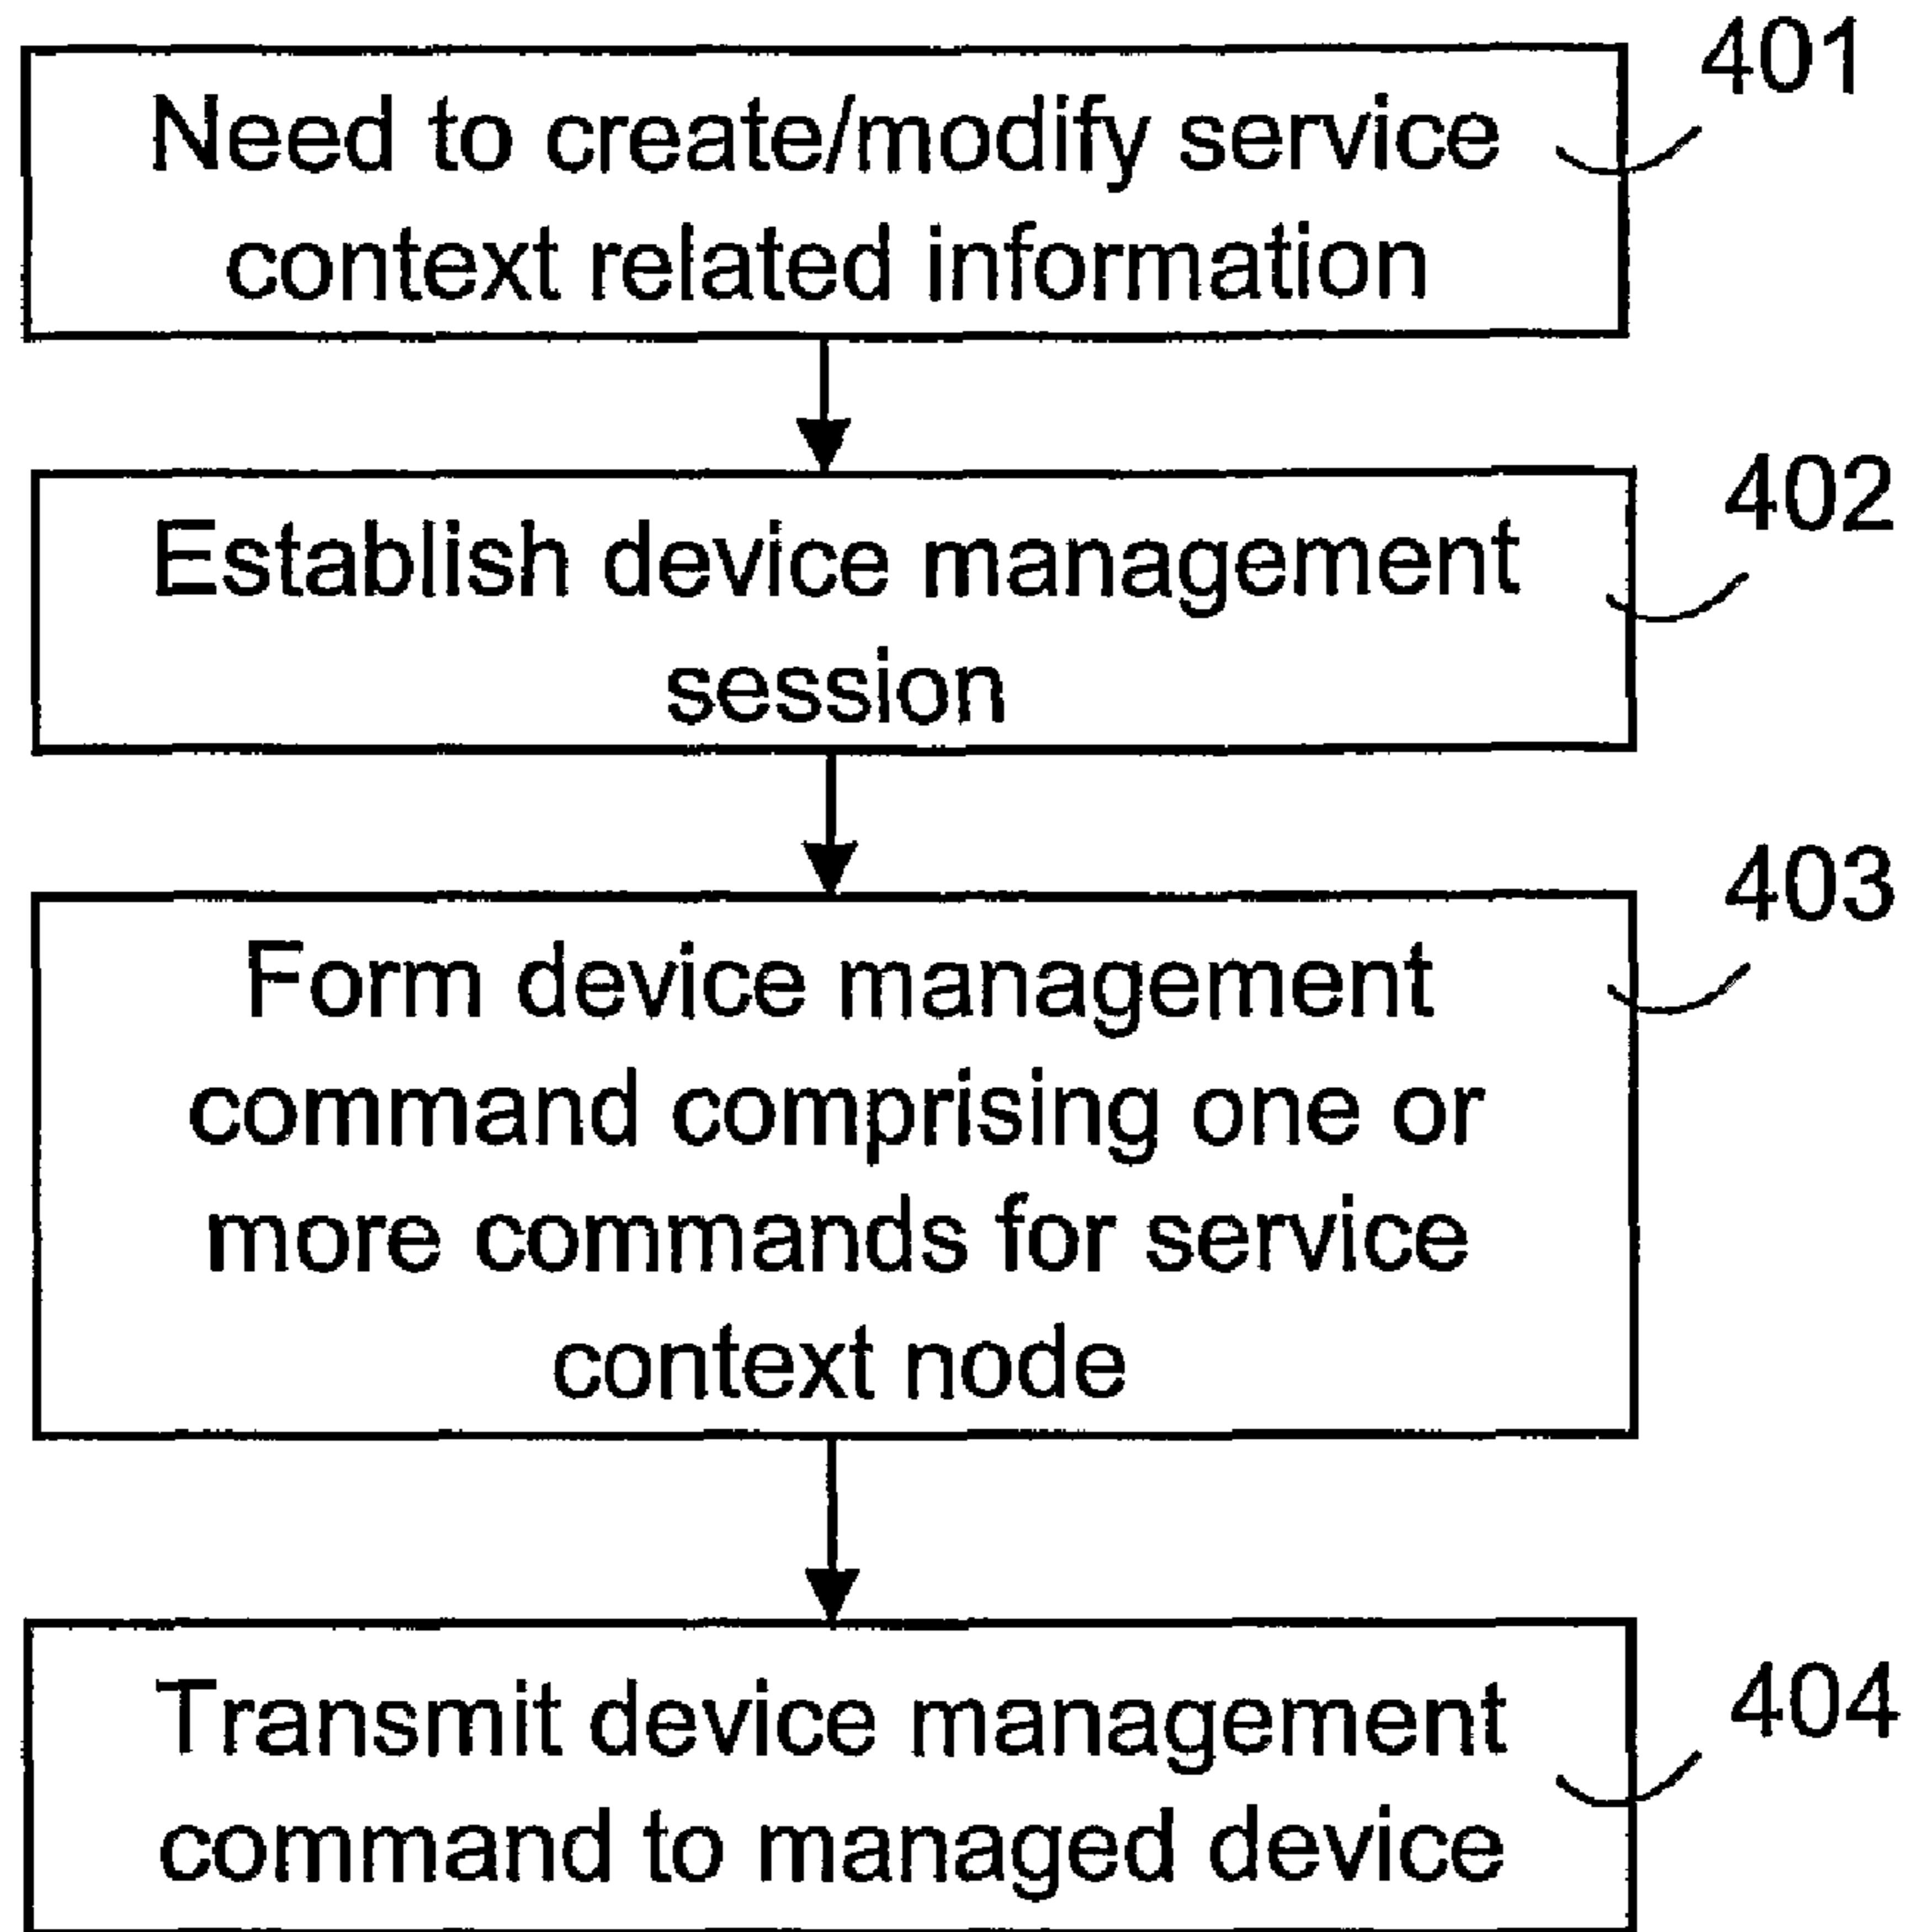 401
Need to create/modify service
context related information
402
Establish device management
session
403
Form device management
command comprising one or
more commands for service
context node
404
Transmit device management
command to managed device